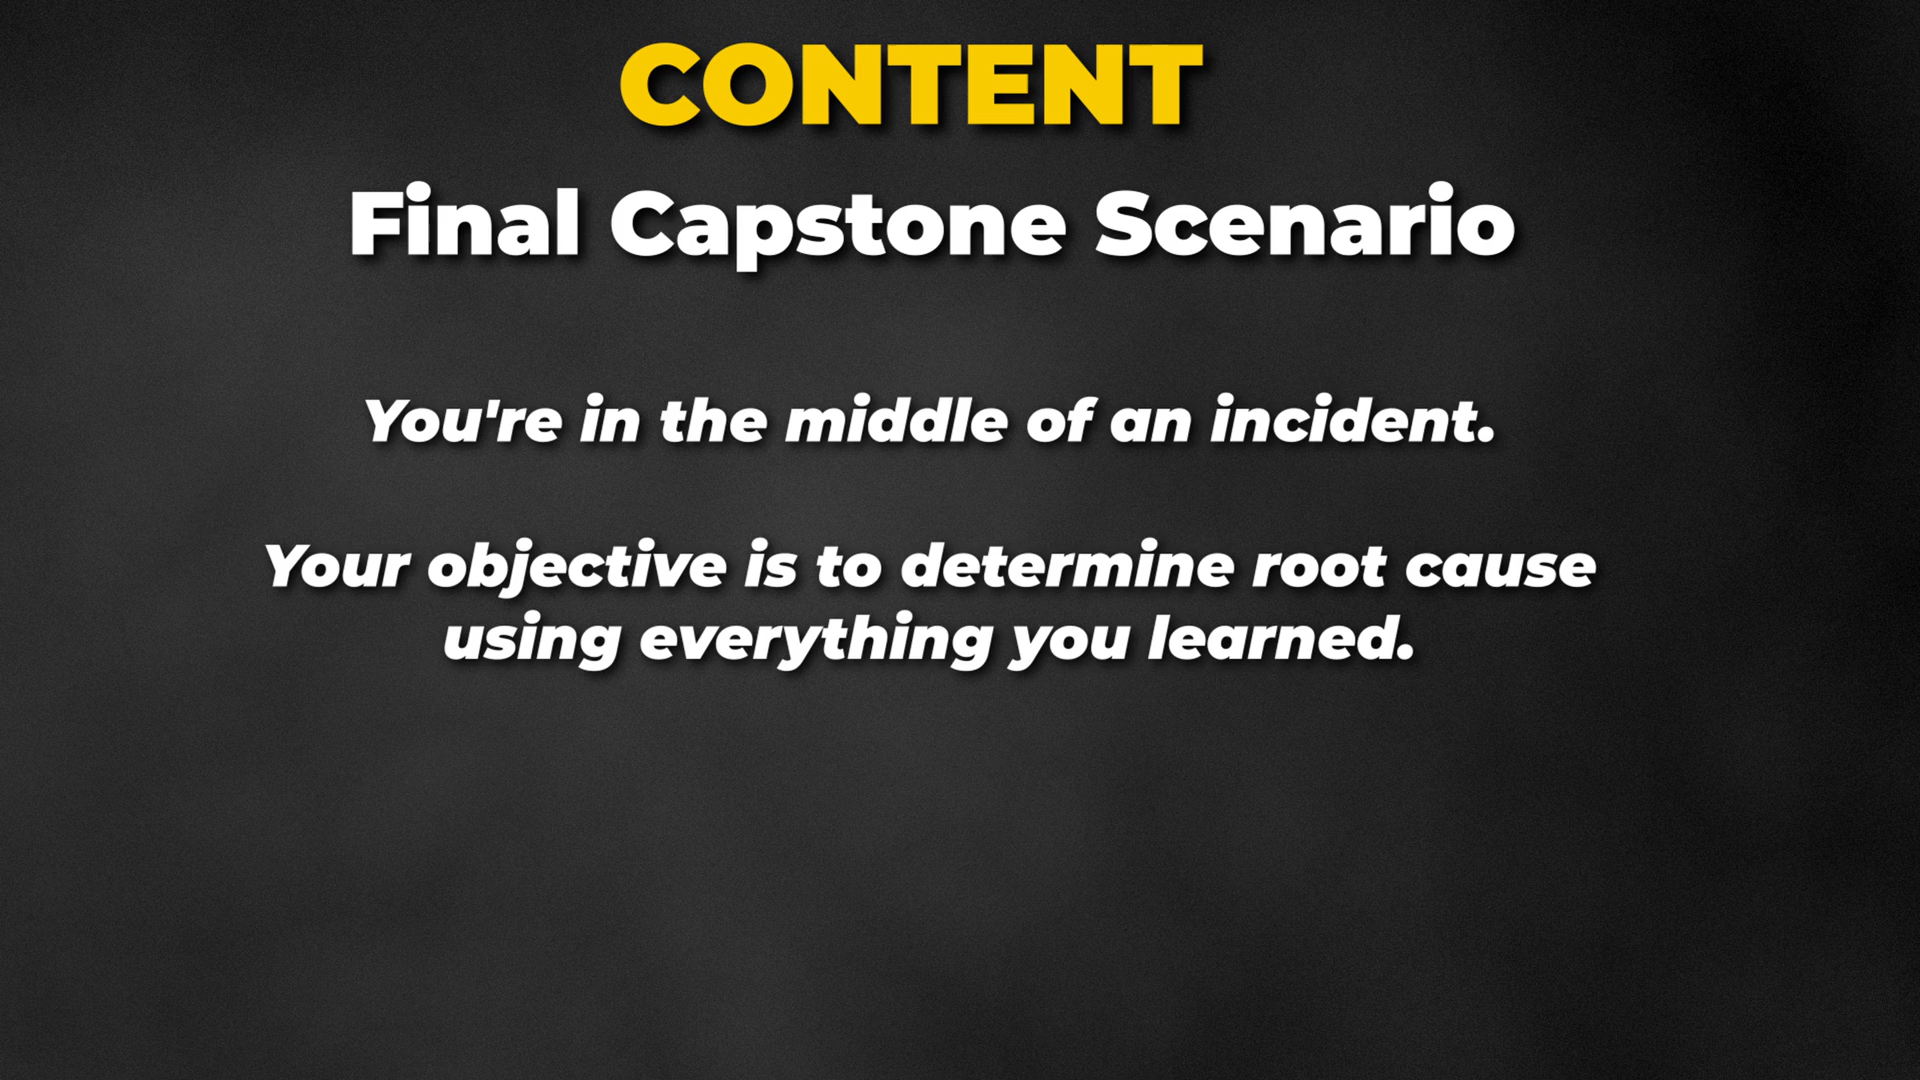 CONTENT
Final Capstone Scenario
You're in the middle of an incident.
Your objective is to determine root cause
using everything you learned.